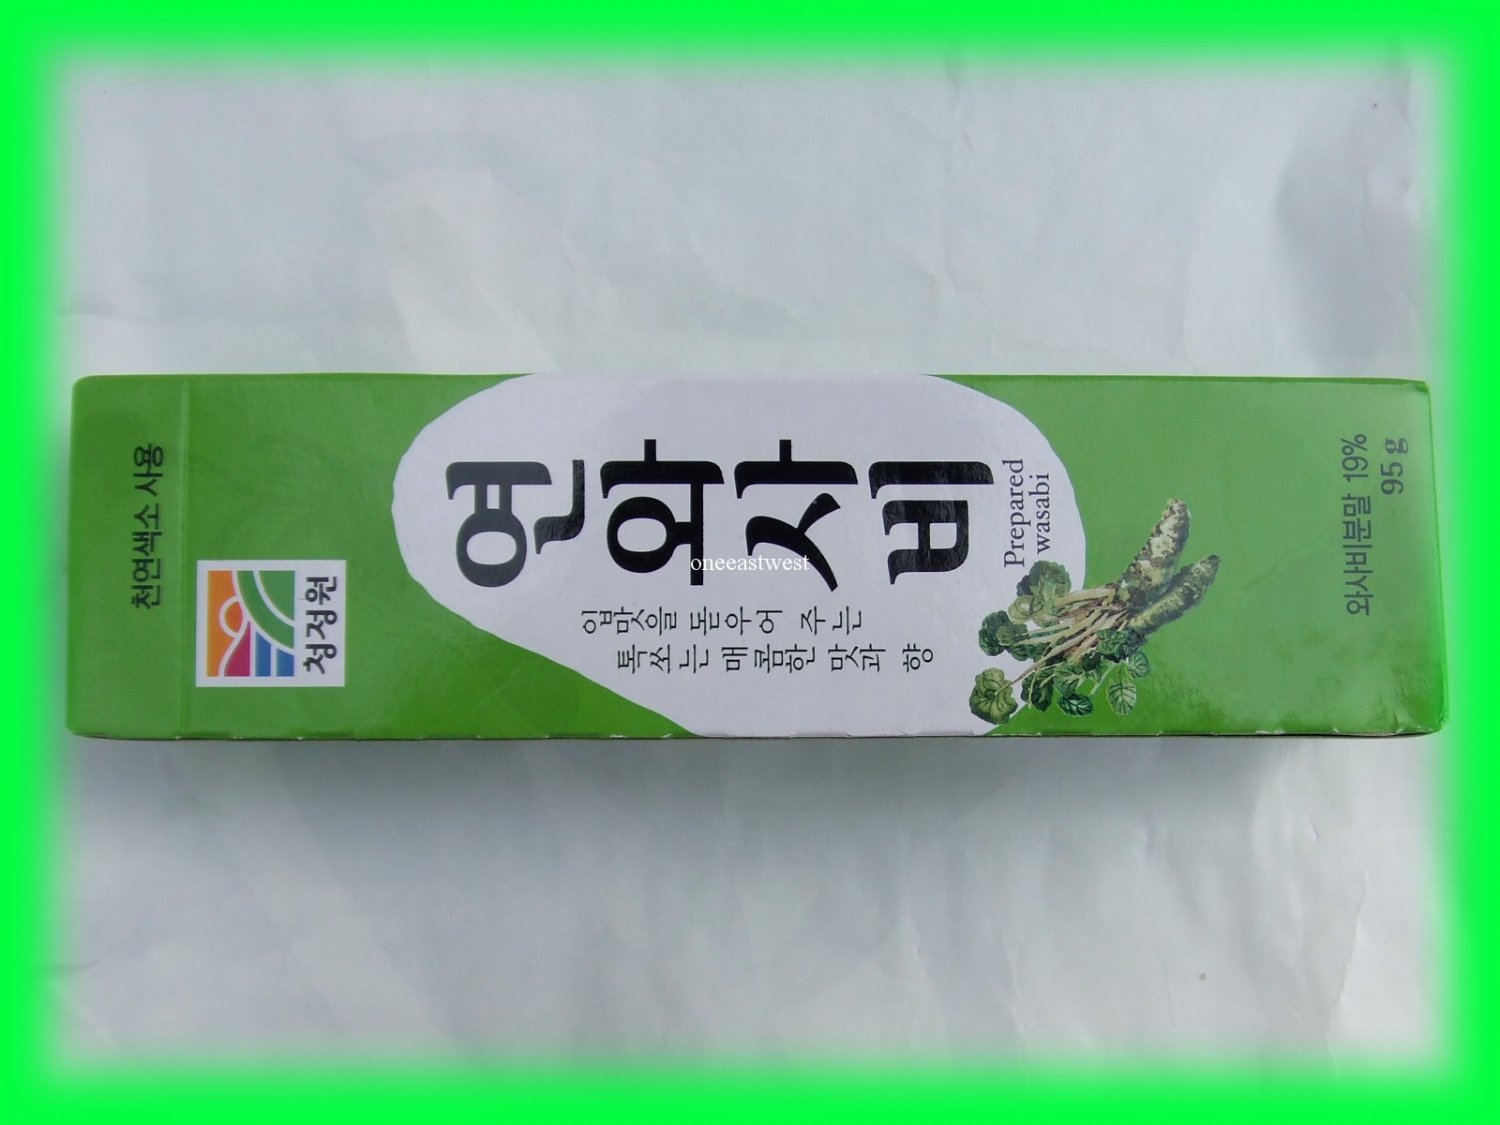 천연색소 사용
청정원
연와사비
Prepared
wasabi
입맛을 돋우어 주는
톡쏘는 매콤한 맛과 향
와사비분말 19%
95g
oneeastwest